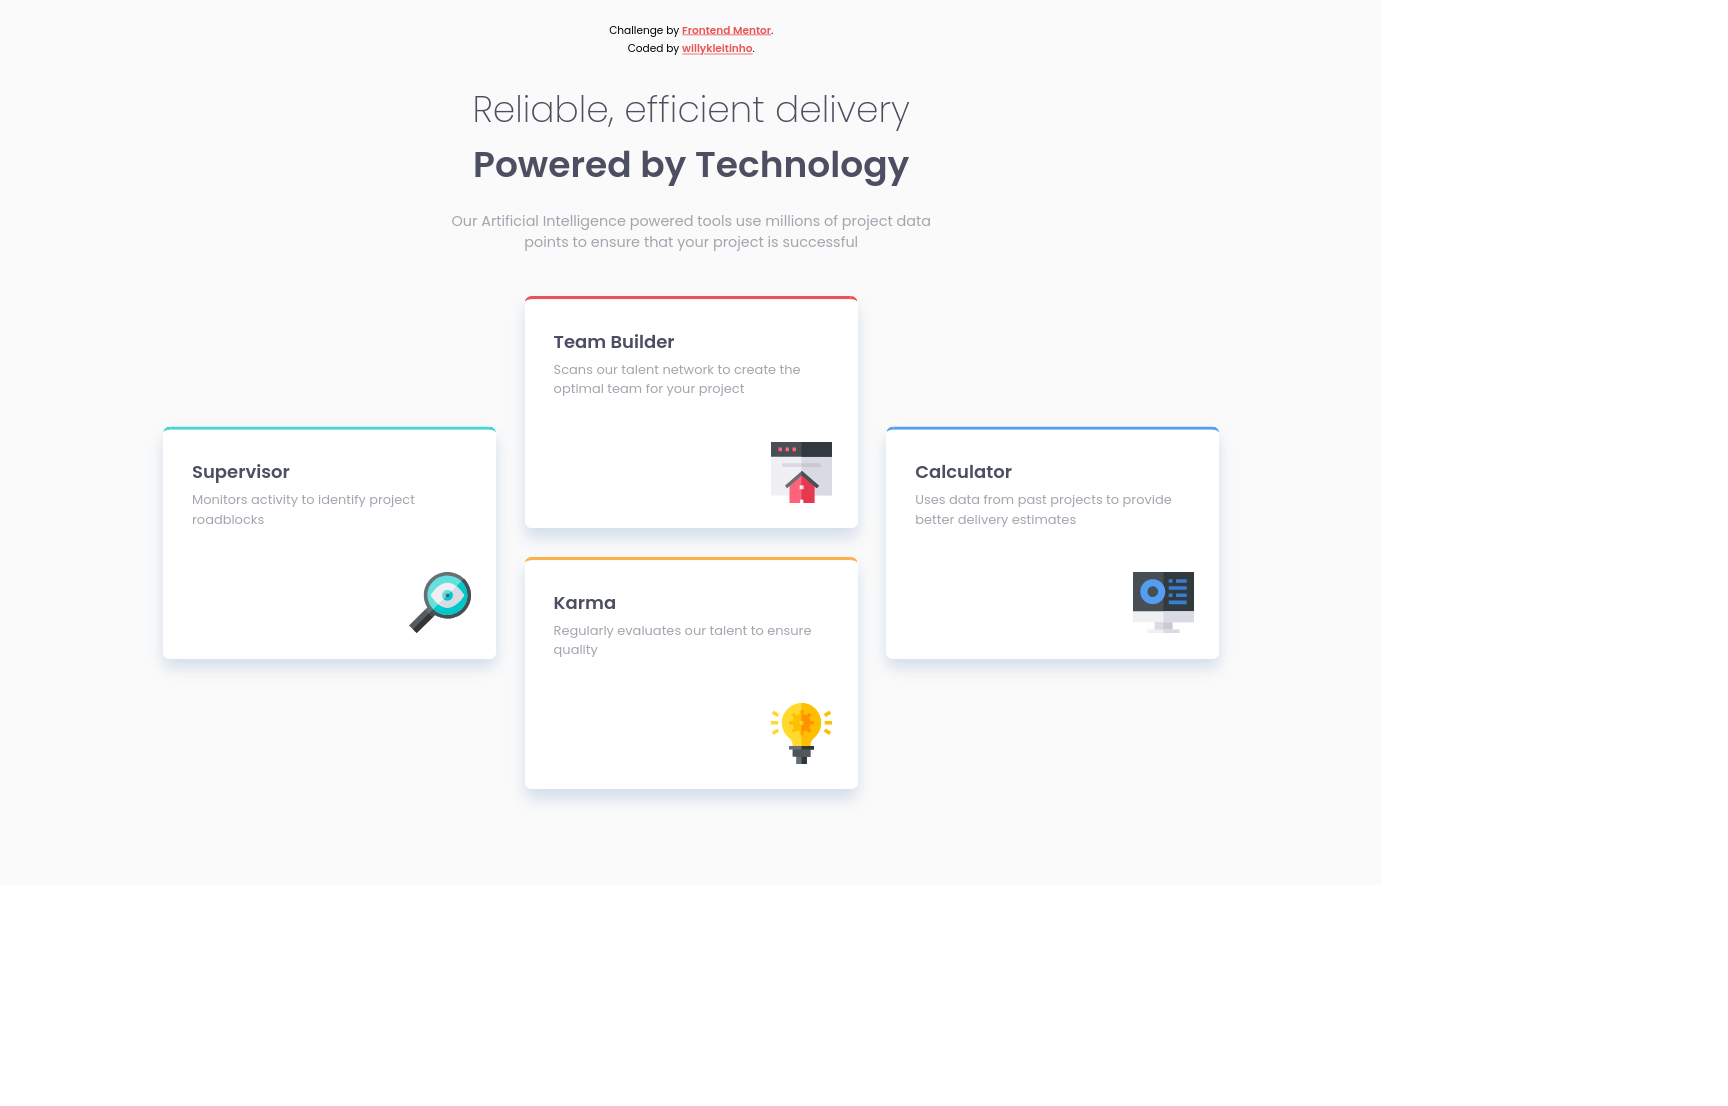 Challenge by Frontend Mentor.
Coded by willykleitinho.
Reliable, efficient delivery
Powered by Technology
Our Artificial Intelligence powered tools use millions of project data
points to ensure that your project is successful
Team Builder
Scans our talent network to create the
optimal team for your project
Supervisor
Monitors activity to identify project
roadblocks
Calculator
Uses data from past projects to provide
better delivery estimates
Karma
Regularly evaluates our talent to ensure
quality